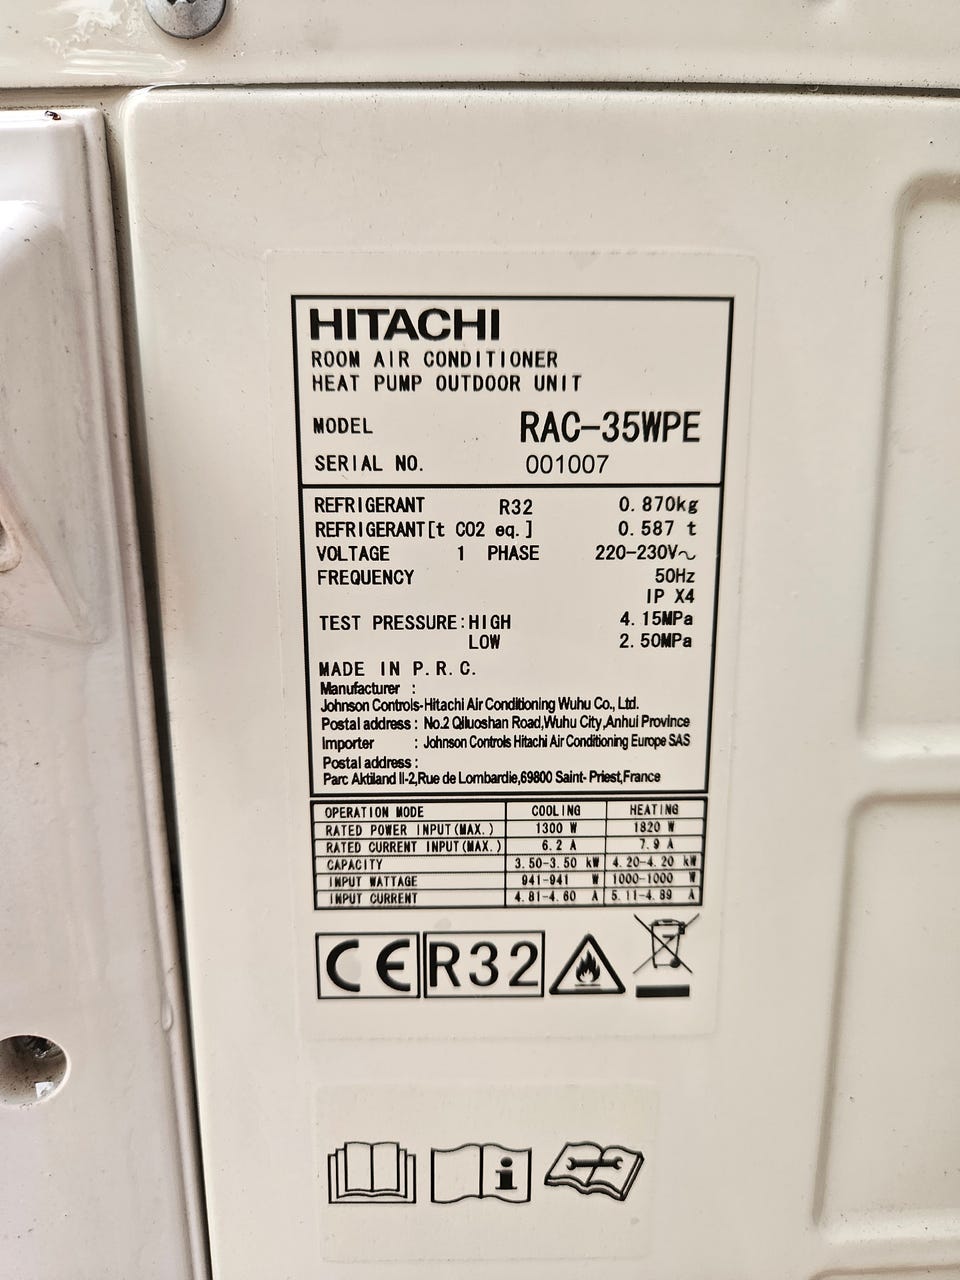 HITACHI
ROOM AIR CONDITIONER
HEAT PUMP OUTDOOR UNIT
MODEL RAC-35WPE
SERIAL NO. 001007
REFRIGERANT R32 0.870kg
REFRIGERANT[t CO2 eq.] 0.587 t
VOLTAGE 1 PHASE 220-230V~
FREQUENCY 50Hz
IP X4
TEST PRESSURE:HIGH 4.15MPa
LOW 2.50MPa
MADE IN P.R.C.
Manufacturer :
Johnson Controls-Hitachi Air Conditioning Wuhu Co., Ltd.
Postal address : No.2 Qiluoshan Road,Wuhu City,Anhui Province
Importer : Johnson Controls Hitachi Air Conditioning Europe SAS
Postal address :
Parc Aktiland II-2,Rue de Lombardie,69800 Saint- Priest,France
OPERATION MODE COOLING HEATING
RATED POWER INPUT(MAX.) 1300 W 1820 W
RATED CURRENT INPUT(MAX.) 6.2 A 7.9 A
CAPACITY 3.50-3.50 kW 4.20-4.20 kW
INPUT WATTAGE 941-941 W 1000-1000 W
INPUT CURRENT 4.81-4.60 A 5.11-4.89 A
CE R32